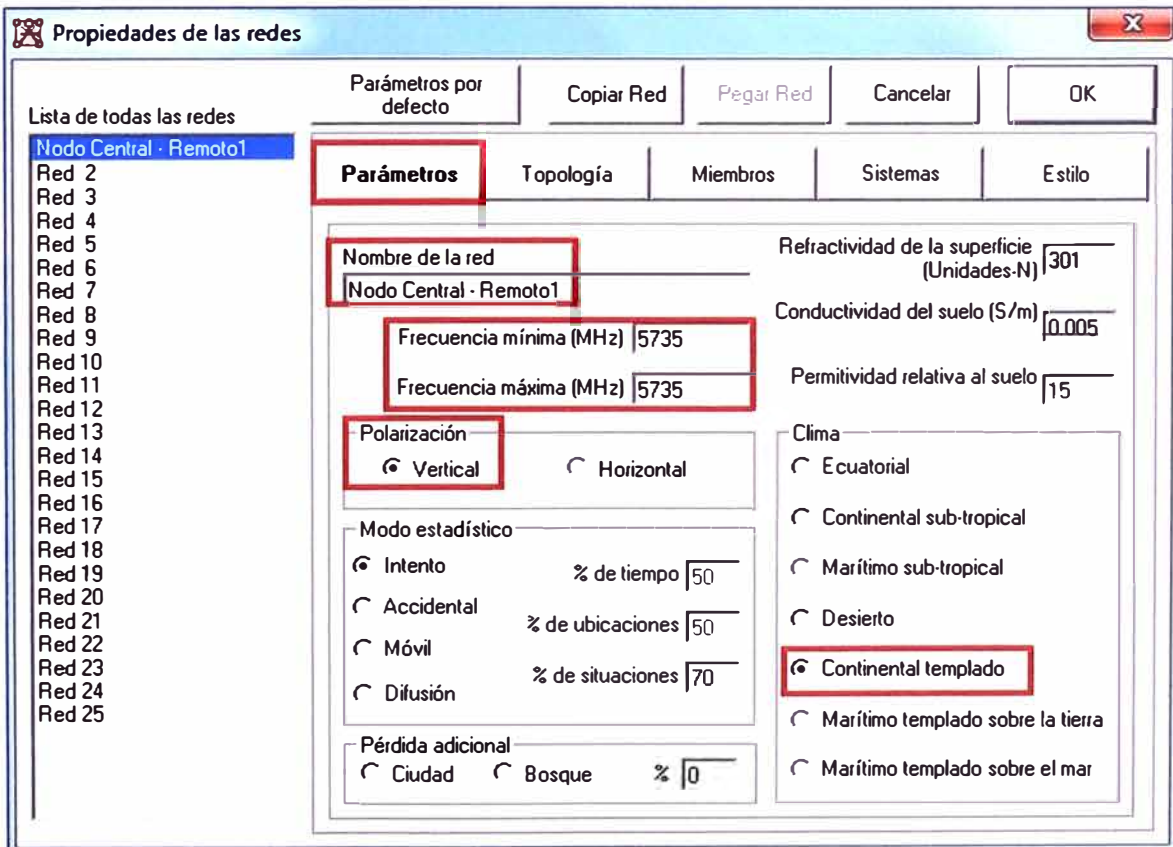 Propiedades de las redes
X
Lista de todas las redes
Nodo Central - Remoto1
Red 2
Red 3
Red 4
Red 5
Red 6
Red 7
Red 8
Red 9
Red 10
Red 11
Red 12
Red 13
Red 14
Red 15
Red 16
Red 17
Red 18
Red 19
Red 20
Red 21
Red 22
Red 23
Red 24
Red 25
Parámetros por
defecto
Copiar Red
Pegar Red
Cancelar
OK
Parámetros
Topología
Miembros
Sistemas
Estilo
Nombre de la red
Nodo Central - Remoto1
Frecuencia mínima (MHz) 5735
Frecuencia máxima (MHz) 5735
Polarización
Vertical
Horizontal
Modo estadístico
Intento
Accidental
Móvil
Difusión
% de tiempo 50
% de ubicaciones 50
% de situaciones 70
Pérdida adicional
Ciudad
Bosque
% 0
Refractividad de la superficie
(Unidades-N) 301
Conductividad del suelo (S/m) 0.005
Permitividad relativa al suelo 15
Clima
Ecuatorial
Continental sub-tropical
Marítimo sub-tropical
Desierto
Continental templado
Marítimo templado sobre la tierra
Marítimo templado sobre el mar